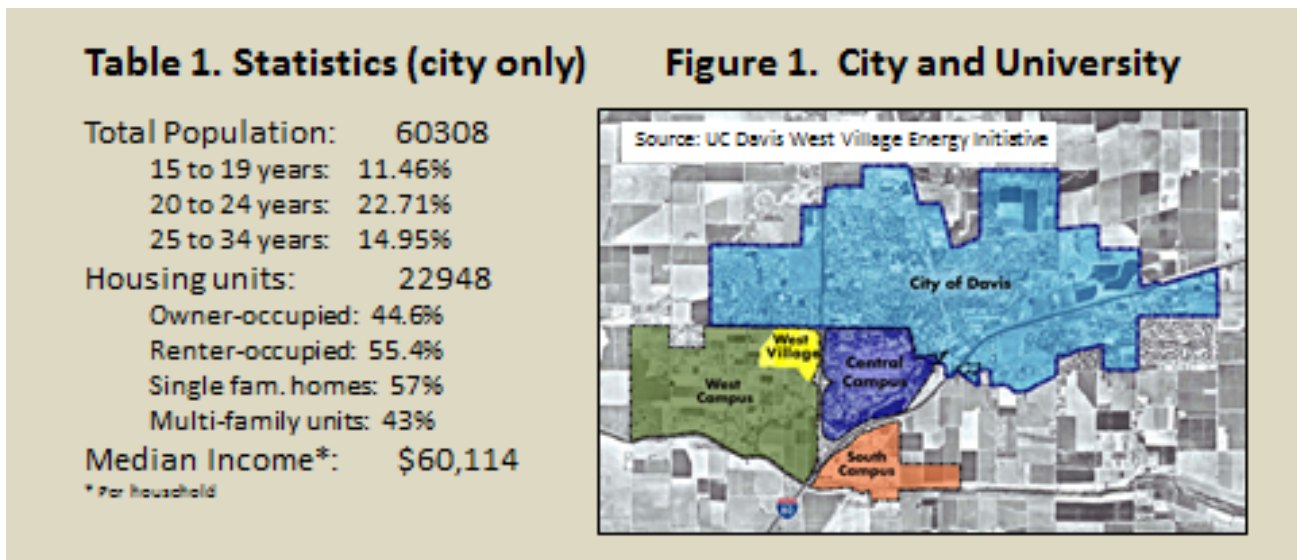 Table 1. Statistics (city only)
Total Population: 60308
15 to 19 years: 11.46%
20 to 24 years: 22.71%
25 to 34 years: 14.95%
Housing units: 22948
Owner-occupied: 44.6%
Renter-occupied: 55.4%
Single fam. homes: 57%
Multi-family units: 43%
Median Income*: $60,114
* Per household
Figure 1. City and University
Source: UC Davis West Village Energy Initiative
City of Davis
West
Village
Central
Campus
West
Campus
South
Campus
80